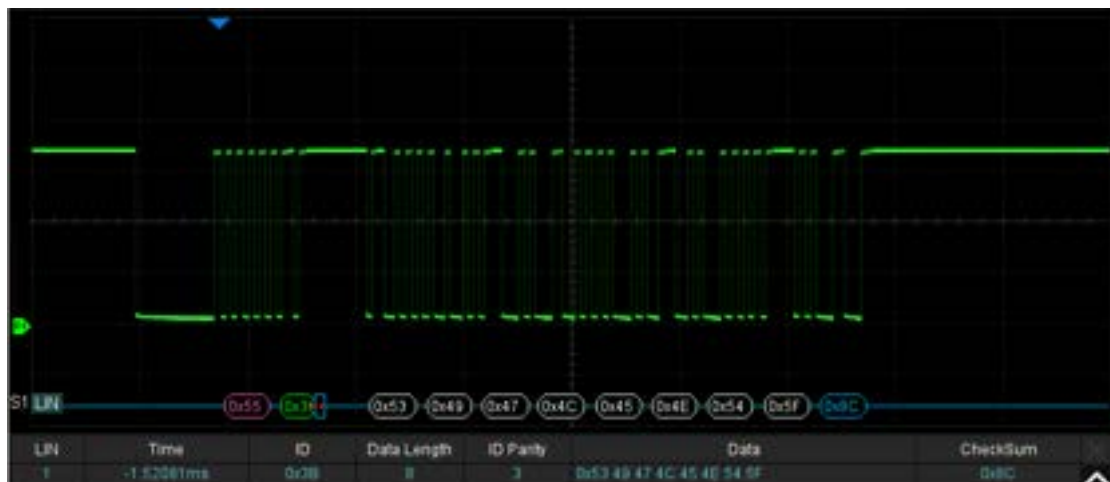 S1 LIN 0x55 0x3 0x53 0x49 0x47 0x4C 0x45 0x4E 0x54 0x5F 0x8C
LIN Time ID Data Length ID Parity Data CheckSum
1 -1.52081ms 0x3B 8 3 0x53 49 47 4C 45 4E 54 5F 0x8C